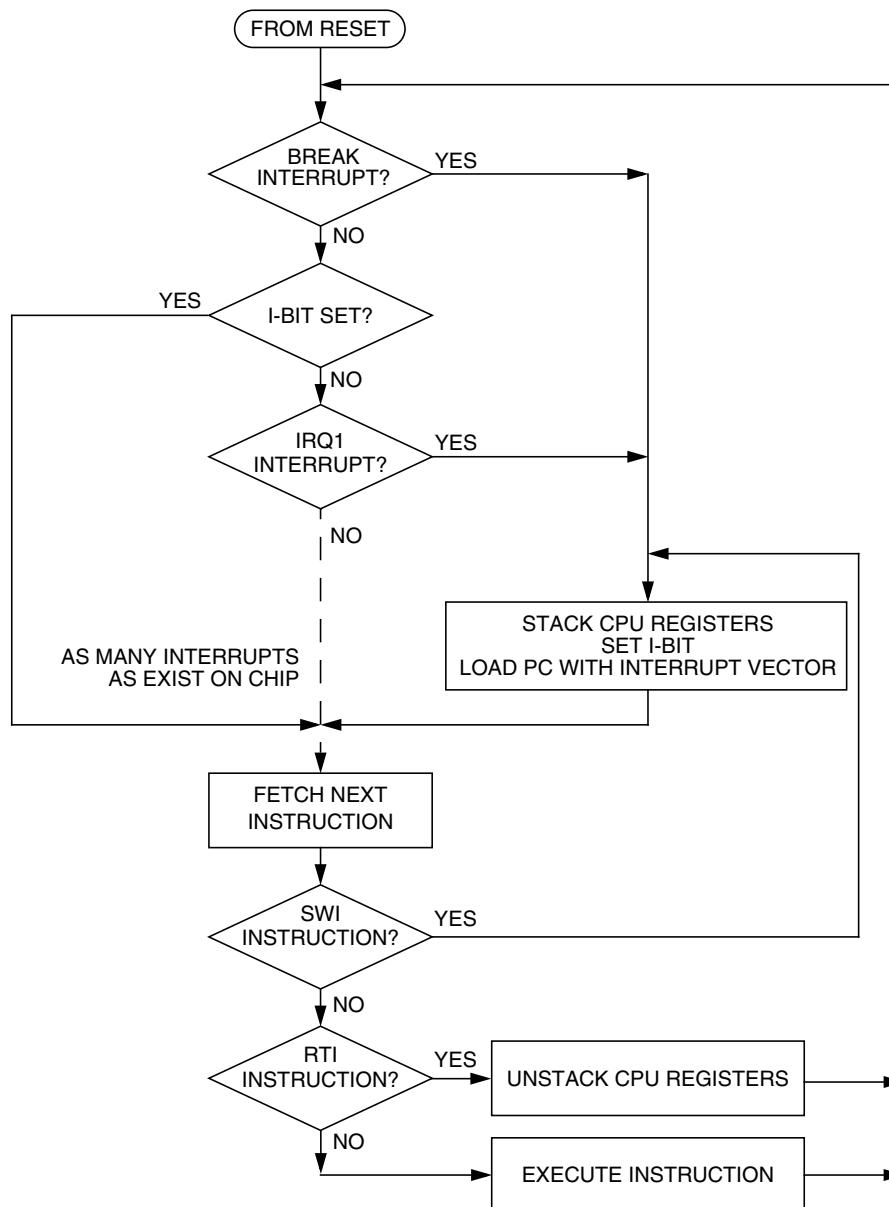 FROM RESET
BREAK
INTERRUPT?
YES
NO
YES
I-BIT SET?
NO
IRQ1
INTERRUPT?
YES
NO
STACK CPU REGISTERS
SET I-BIT
LOAD PC WITH INTERRUPT VECTOR
AS MANY INTERRUPTS
AS EXIST ON CHIP
FETCH NEXT
INSTRUCTION
SWI
INSTRUCTION?
YES
NO
RTI
INSTRUCTION?
YES
UNSTACK CPU REGISTERS
NO
EXECUTE INSTRUCTION